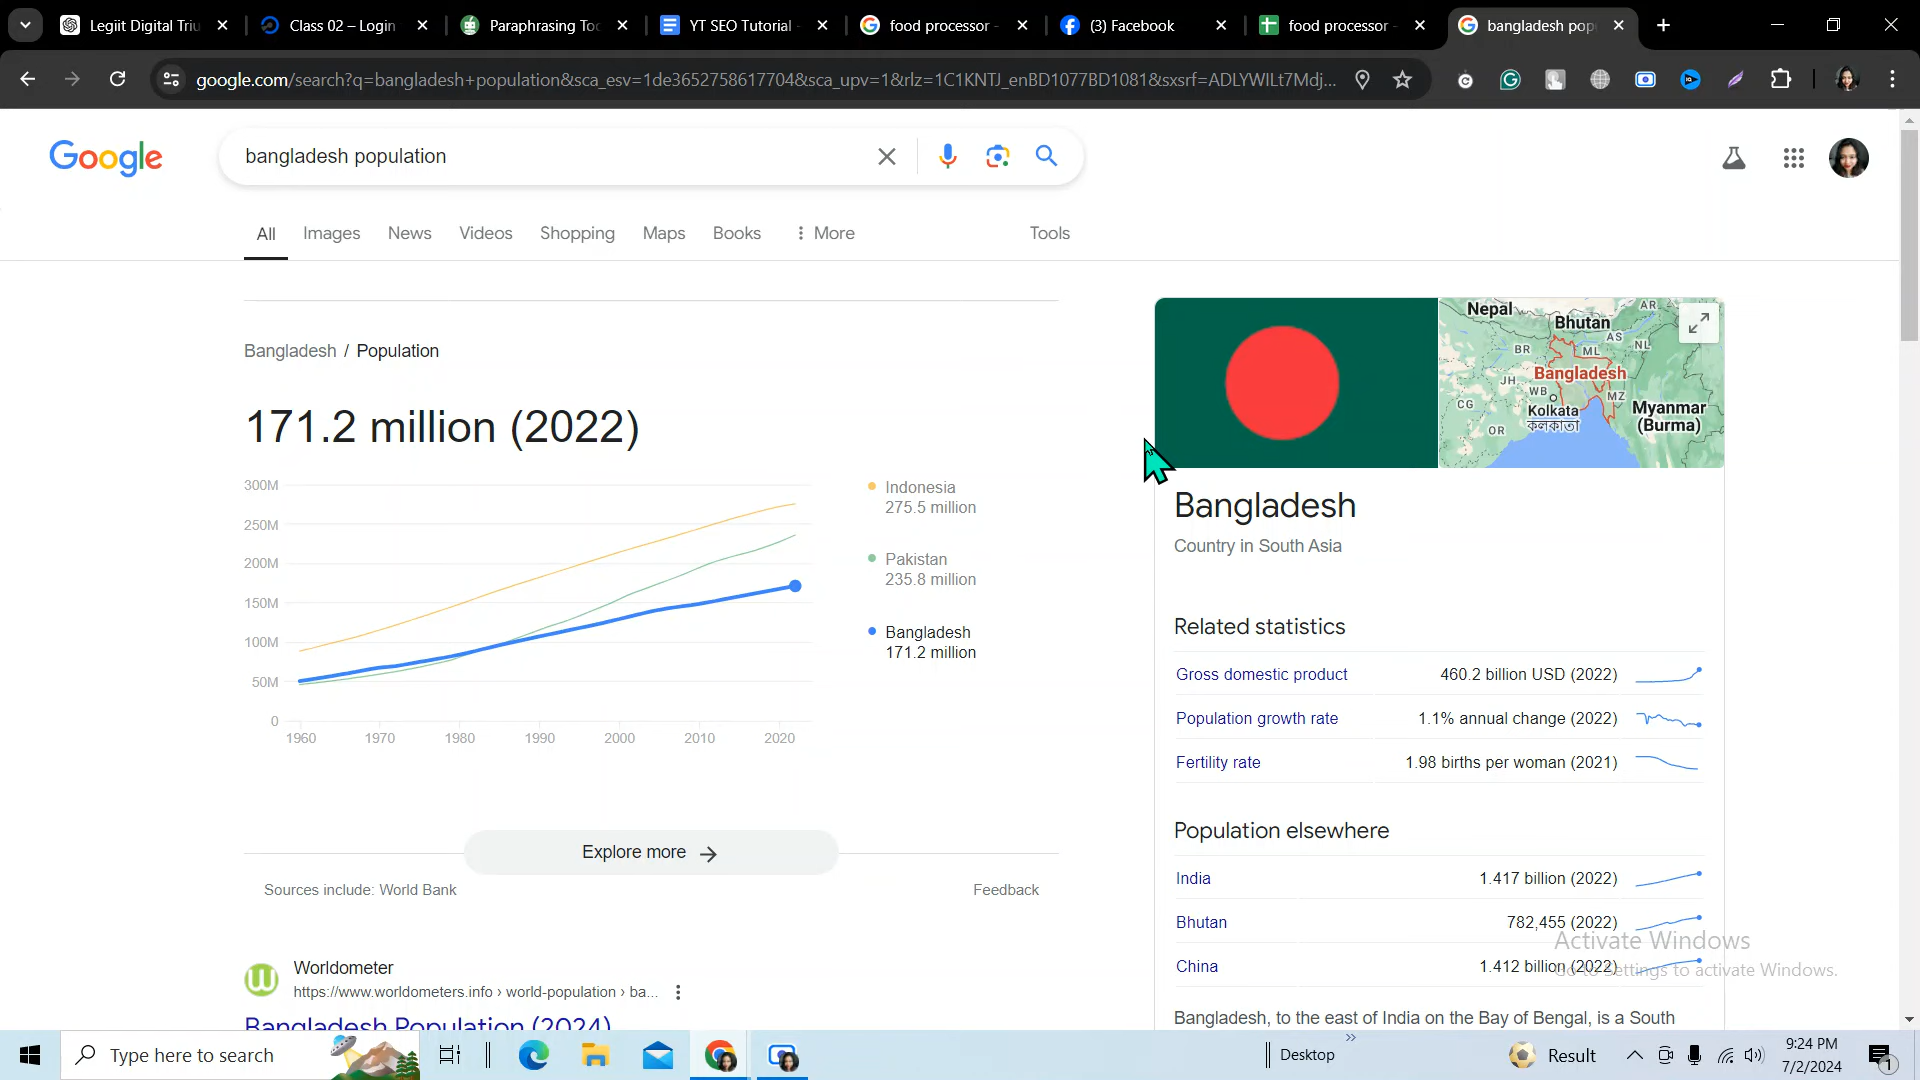 Legiit Digital Triu
Class 02 – Login
Paraphrasing Too
YT SEO Tutorial -
food processor -
(3) Facebook
food processor -
bangladesh pop
google.com/search?q=bangladesh+population&sca_esv=1de3652758617704&sca_upv=1&rlz=1C1KNTJ_enBD1077BD1081&sxsrf=ADLYWILt7Mdj...
Google
bangladesh population
All Images News Videos Shopping Maps Books More Tools
Bangladesh / Population
171.2 million (2022)
300M
250M
200M
150M
100M
50M
0
1960 1970 1980 1990 2000 2010 2020
Indonesia
275.5 million
Pakistan
235.8 million
Bangladesh
171.2 million
Explore more
Sources include: World Bank
Feedback
Worldometer
https://www.worldometers.info › world-population › ba...
Bangladesh Population (2024)
Nepal
AR
Bhutan
AS
BR
ML
NL
Bangladesh
JH
WB
MZ
CG
Kolkata
Myanmar
কলকাতা
(Burma)
OR
Bangladesh
Country in South Asia
Related statistics
Gross domestic product 460.2 billion USD (2022)
Population growth rate 1.1% annual change (2022)
Fertility rate 1.98 births per woman (2021)
Population elsewhere
India 1.417 billion (2022)
Bhutan 782,455 (2022)
China 1.412 billion (2022)
Activate Windows
Go to Settings to activate Windows.
Bangladesh, to the east of India on the Bay of Bengal, is a South
Type here to search
Desktop
»
Result
9:24 PM
7/2/2024
1